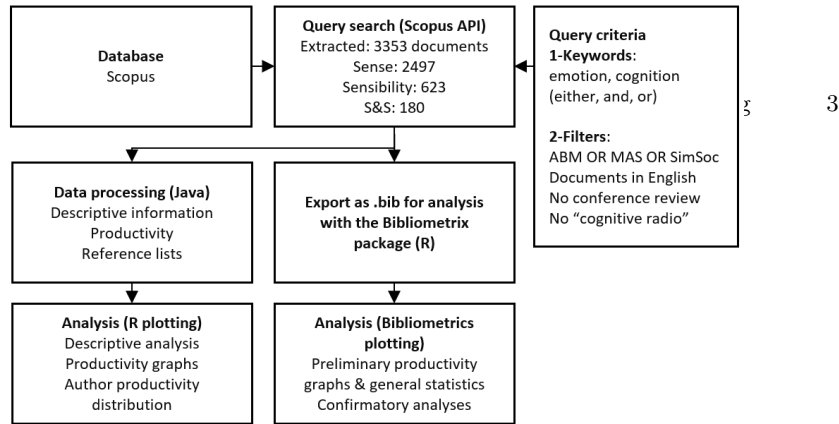 Database
Scopus
Query search (Scopus API)
Extracted: 3353 documents
Sense: 2497
Sensibility: 623
S&S: 180
Query criteria
1-Keywords:
emotion, cognition
(either, and, or)
2-Filters:
ABM OR MAS OR SimSoc
Documents in English
No conference review
No “cognitive radio”
3
Data processing (Java)
Descriptive information
Productivity
Reference lists
Export as .bib for analysis
with the Bibliometrix
package (R)
Analysis (R plotting)
Descriptive analysis
Productivity graphs
Author productivity
distribution
Analysis (Bibliometrics
plotting)
Preliminary productivity
graphs & general statistics
Confirmatory analyses